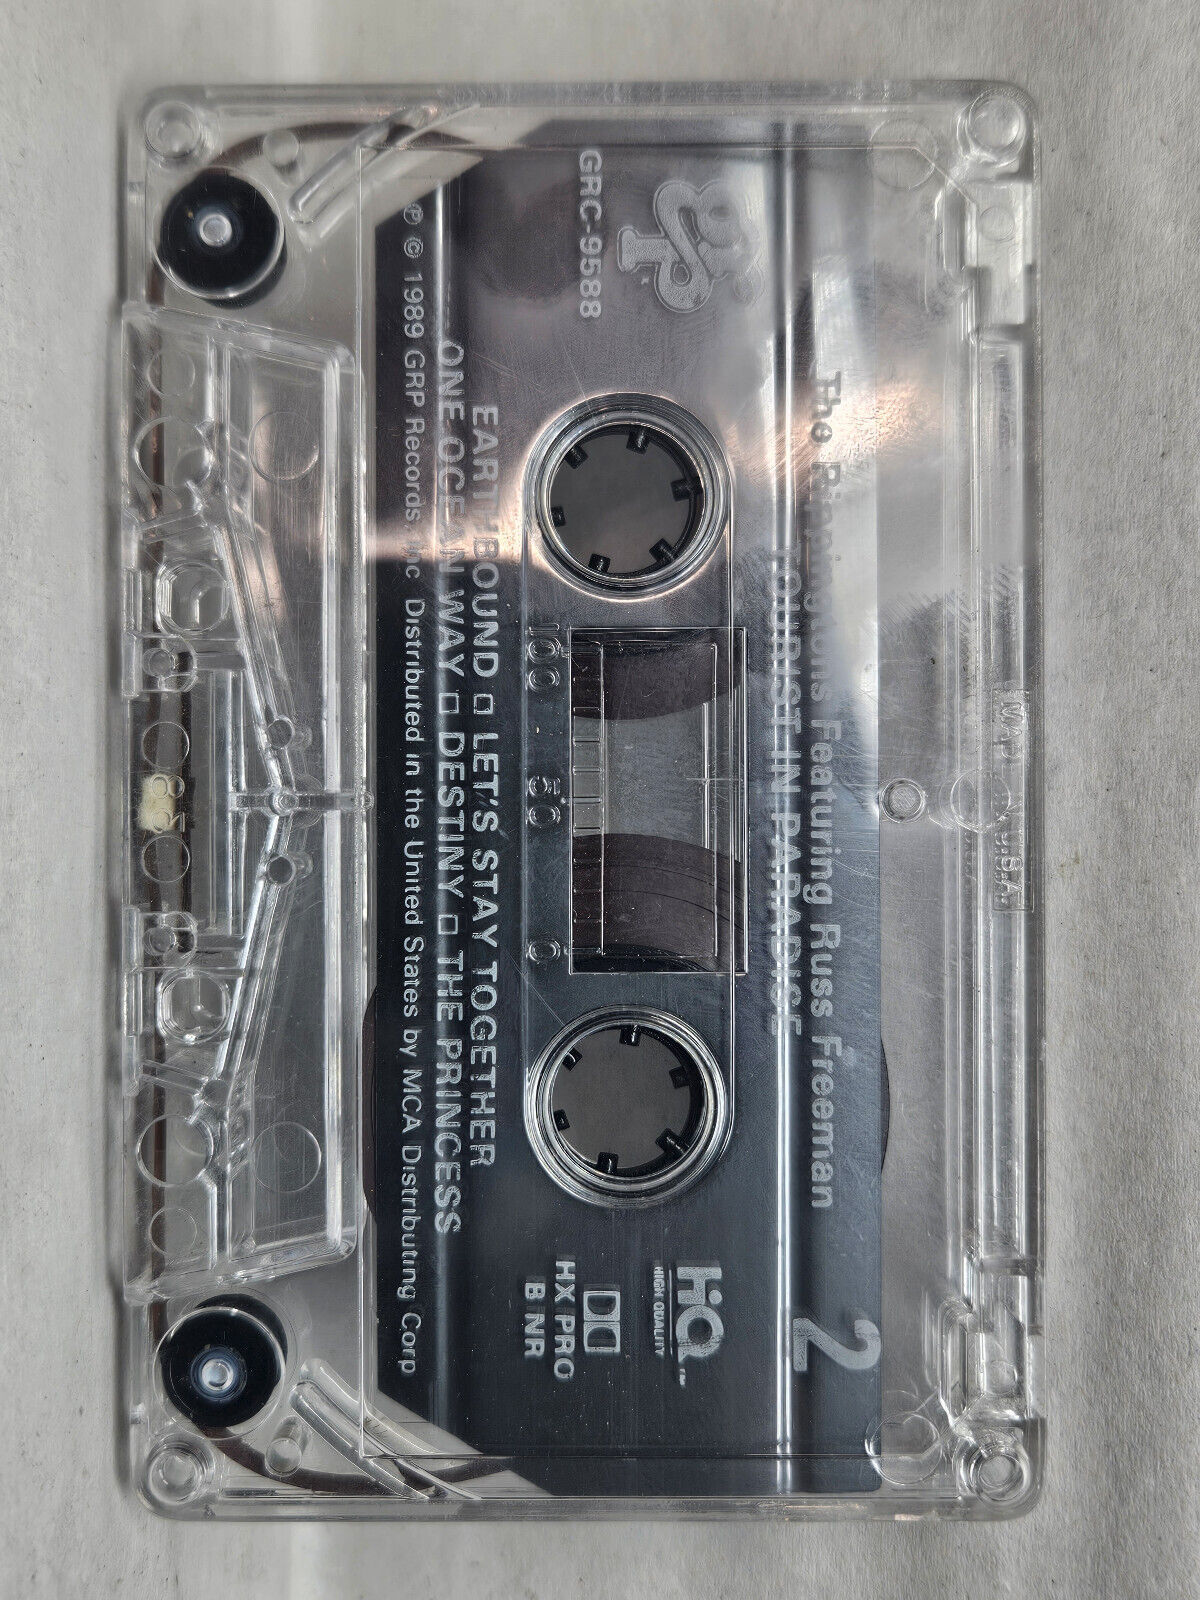 The Rippingtons Featuring Russ Freeman
TOURIST IN PARADISE
2
GRP
GRC-9588
HQ™
HIGH QUALITY
HX PRO
B NR
100 50 0
EARTHBOUND □ LET'S STAY TOGETHER
ONE OCEAN WAY □ DESTINY □ THE PRINCESS
℗ © 1989 GRP Records, Inc Distributed in the United States by MCA Distributing Corp
U.S.A.